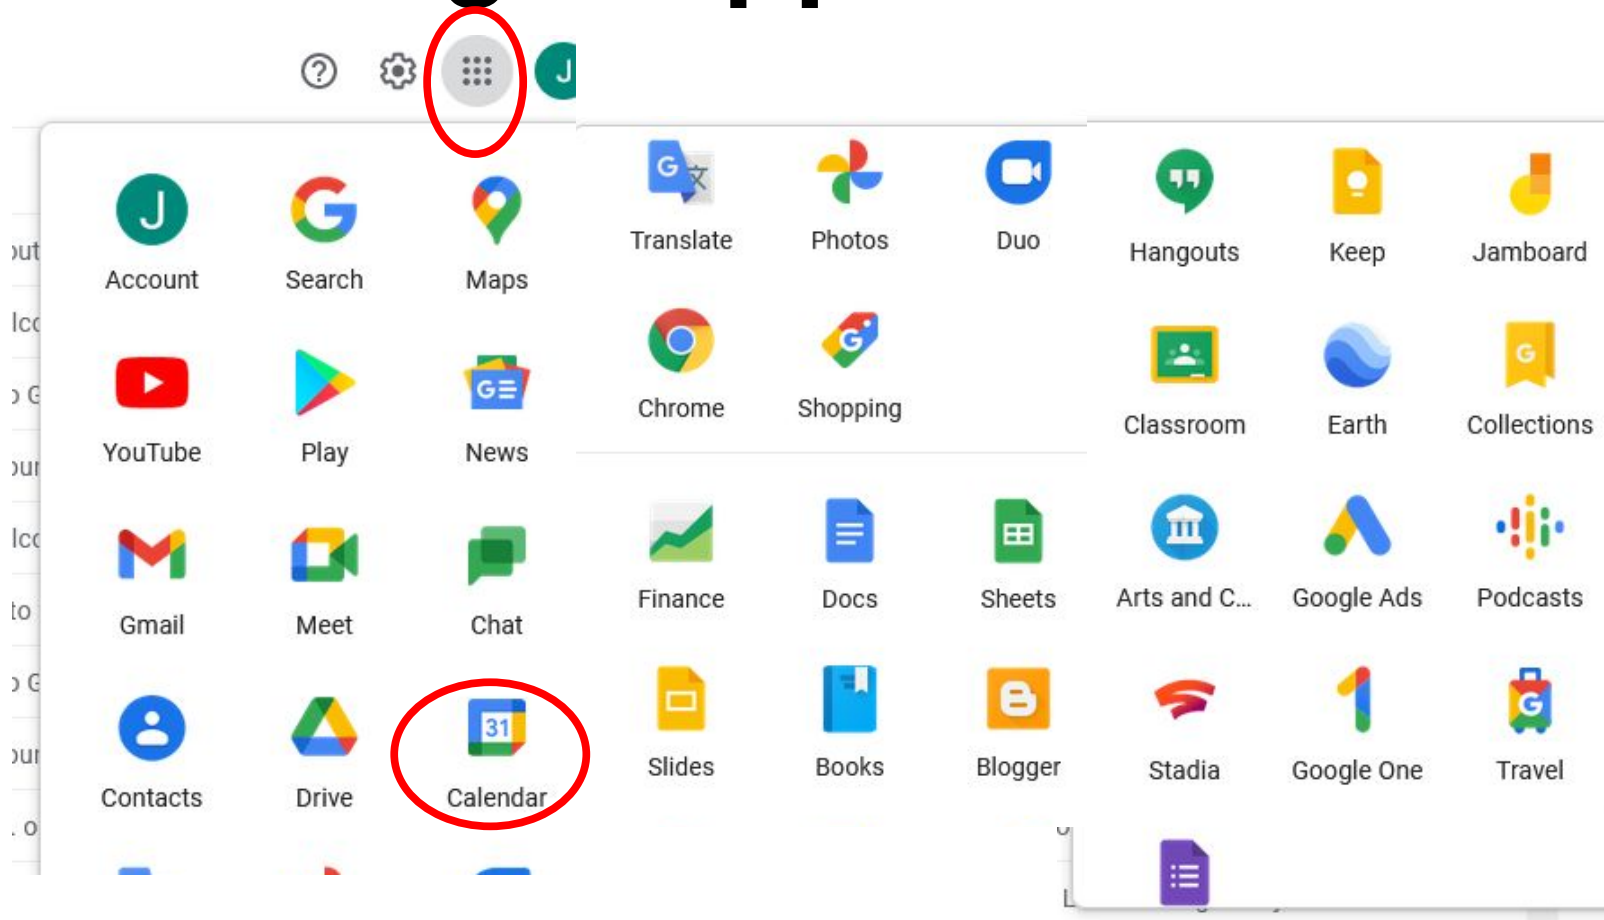 J
Account
Search
Maps
YouTube
Play
News
Gmail
Meet
Chat
Contacts
Drive
31
Calendar
Translate
Photos
Duo
Chrome
Shopping
Finance
Docs
Sheets
Slides
Books
Blogger
Hangouts
Keep
Jamboard
Classroom
Earth
Collections
Arts and C...
Google Ads
Podcasts
Stadia
Google One
Travel